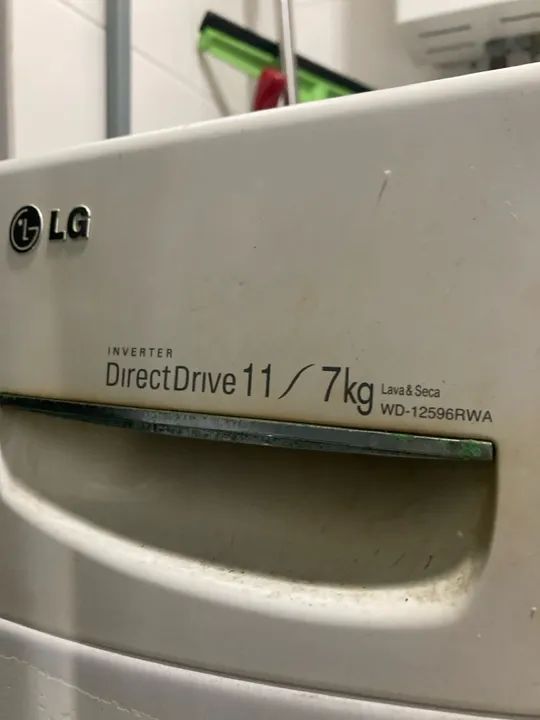 LG
INVERTER
DirectDrive 11 / 7kg
Lava & Seca
WD-12596RWA